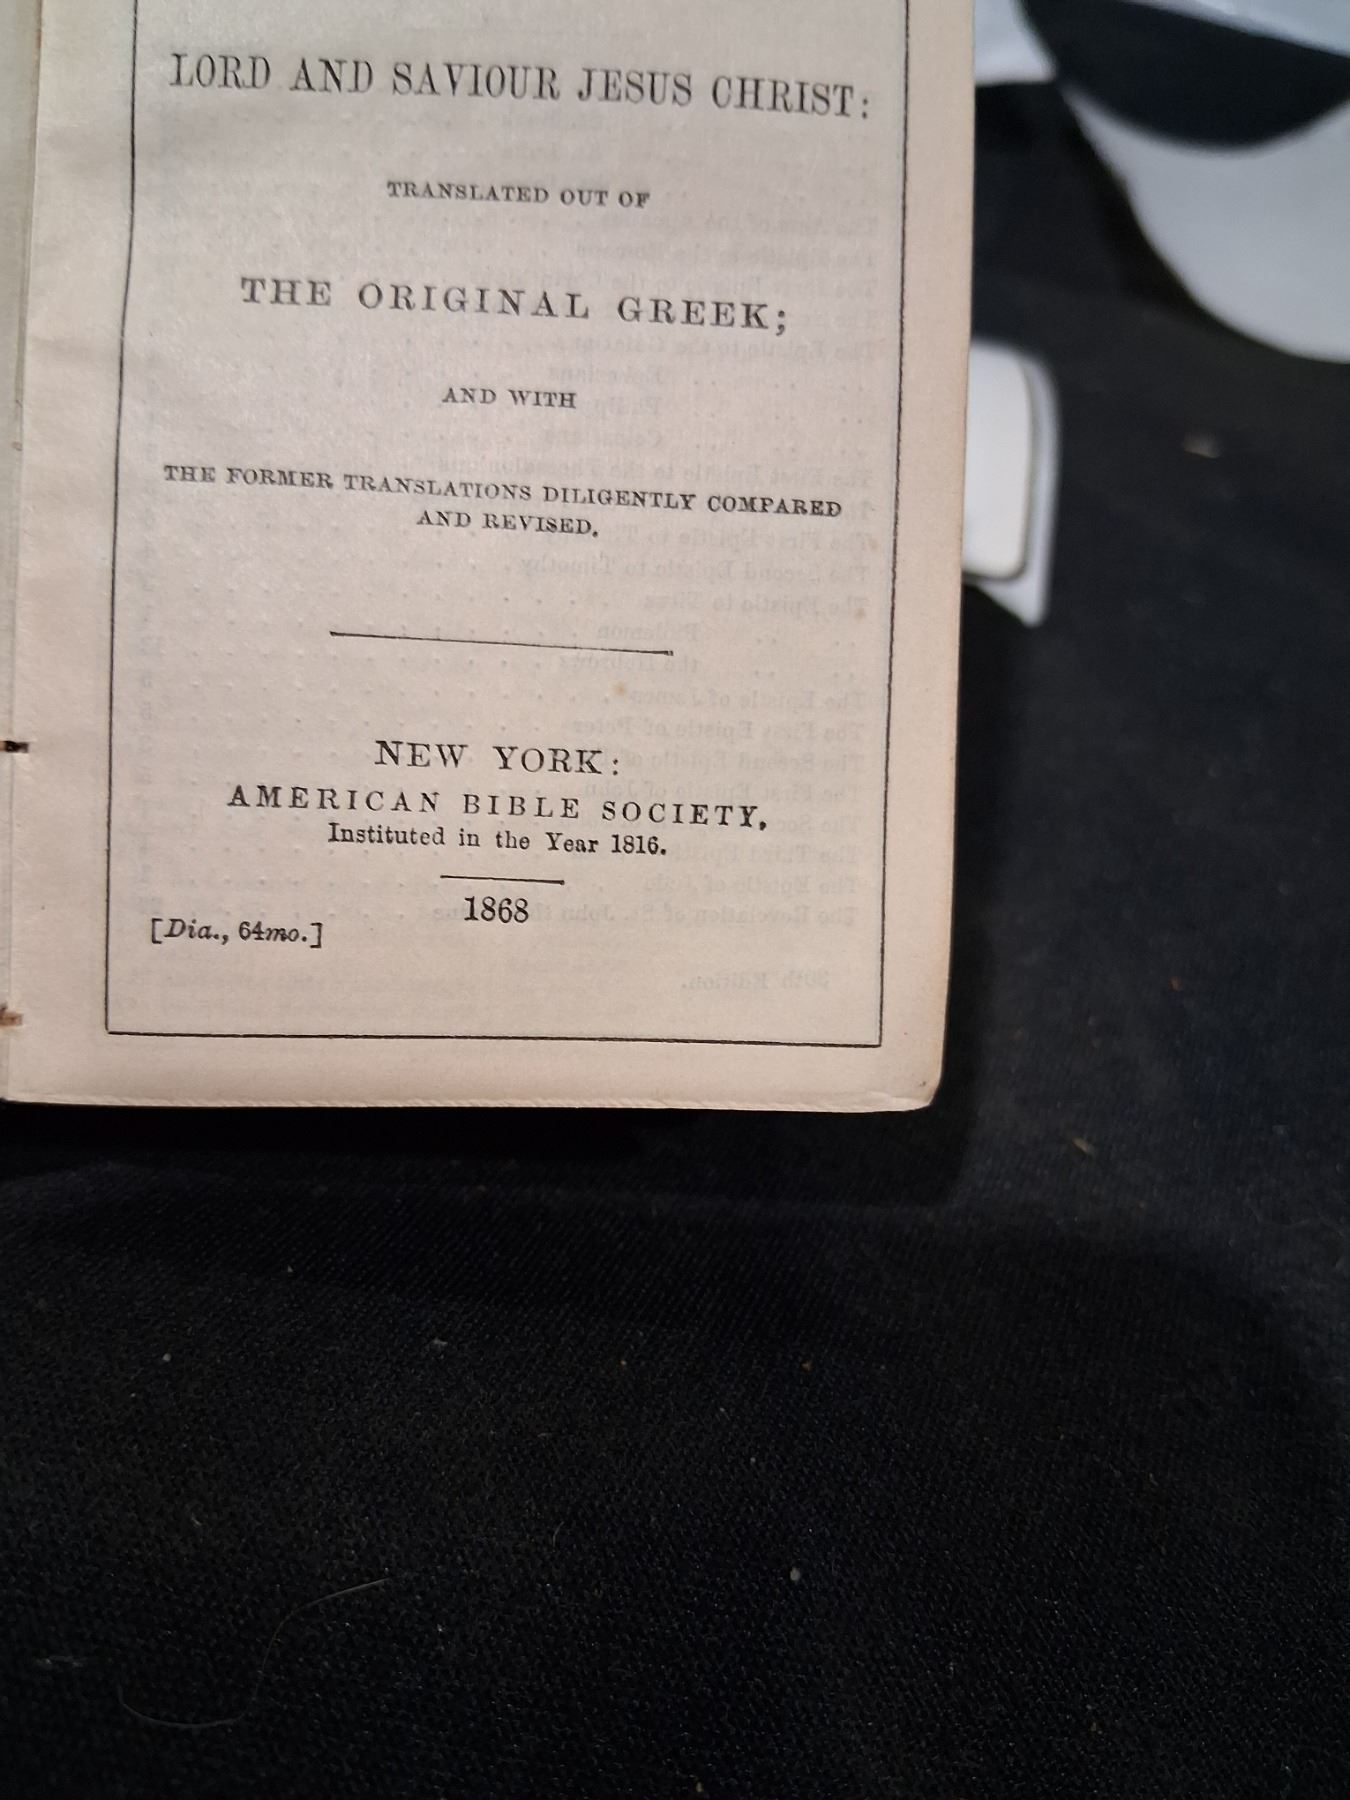 LORD AND SAVIOUR JESUS CHRIST:
TRANSLATED OUT OF
THE ORIGINAL GREEK;
AND WITH
THE FORMER TRANSLATIONS DILIGENTLY COMPARED
AND REVISED.
NEW YORK:
AMERICAN BIBLE SOCIETY,
Instituted in the Year 1816.
1868
[Dia., 64mo.]